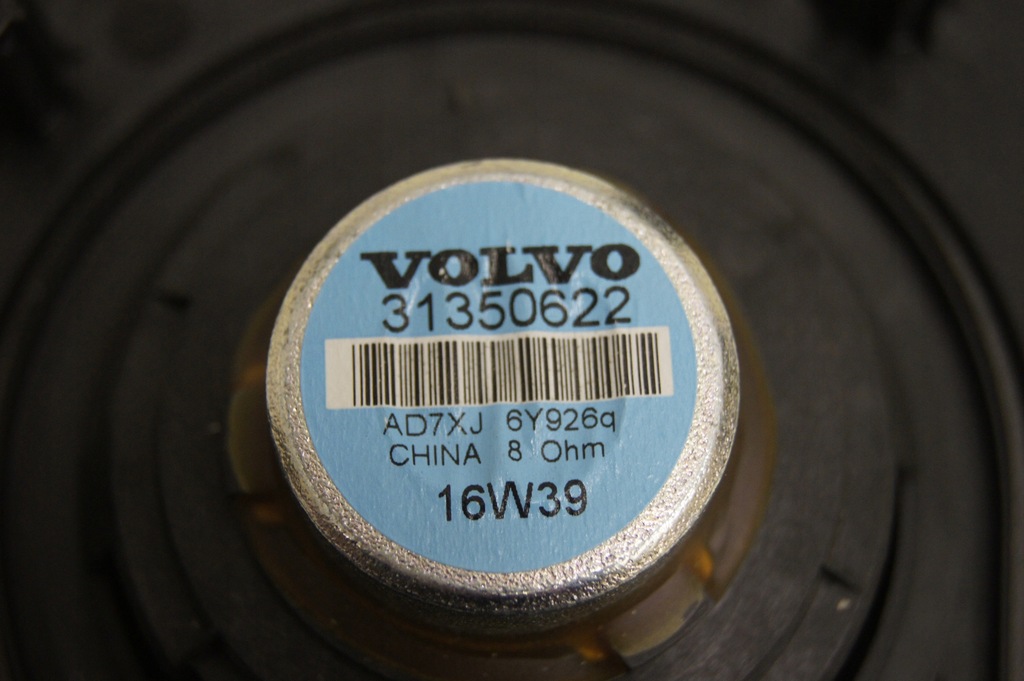 VOLVO
31350622
AD7XJ 6Y926q
CHINA 8 Ohm
16W39